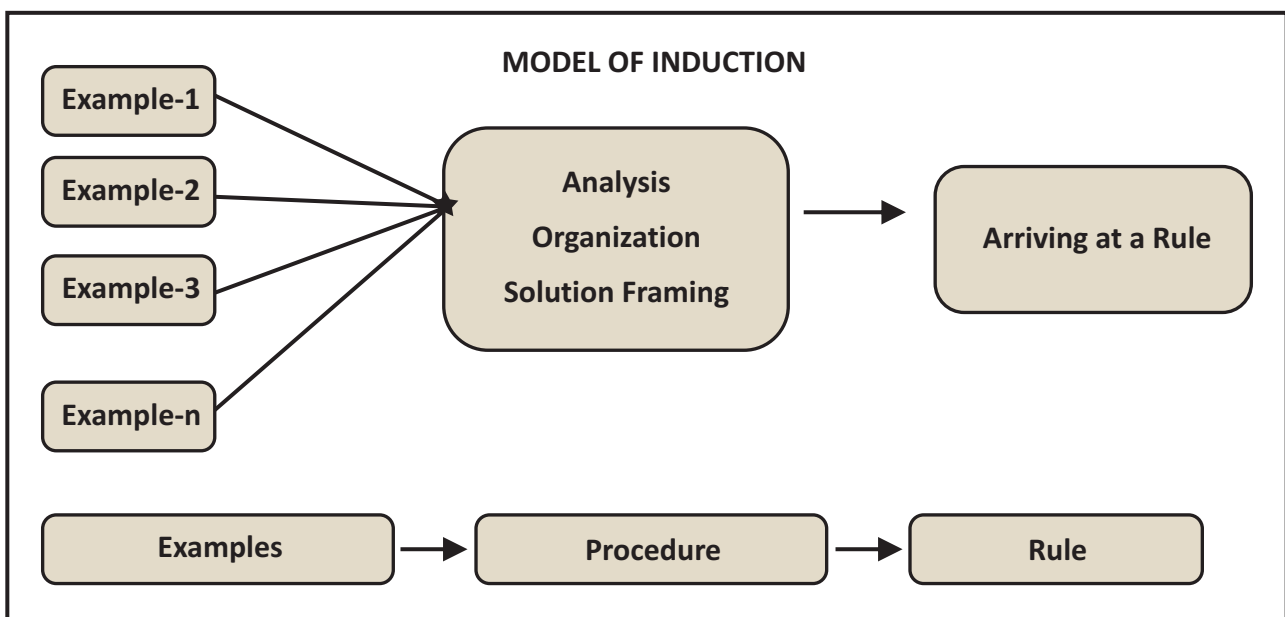 MODEL OF INDUCTION
Example-1
Example-2
Example-3
Example-n
Analysis
Organization
Solution Framing
Arriving at a Rule
Examples
Procedure
Rule